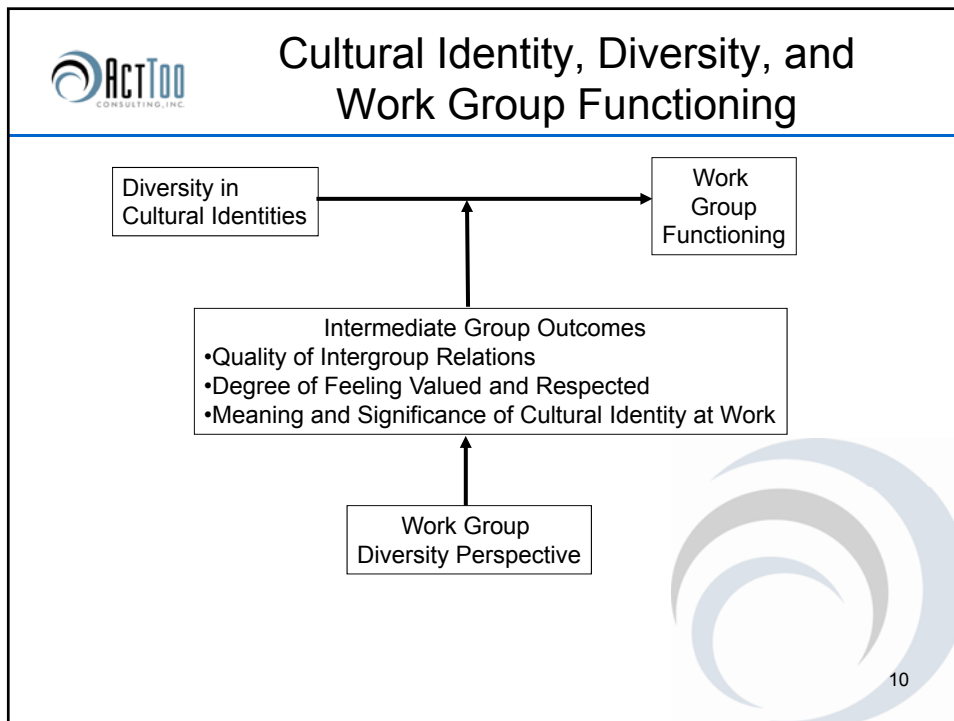 ACTTOO
CONSULTING, INC.
Cultural Identity, Diversity, and
Work Group Functioning
Diversity in
Cultural Identities
Work
Group
Functioning
Intermediate Group Outcomes
•Quality of Intergroup Relations
•Degree of Feeling Valued and Respected
•Meaning and Significance of Cultural Identity at Work
Work Group
Diversity Perspective
10